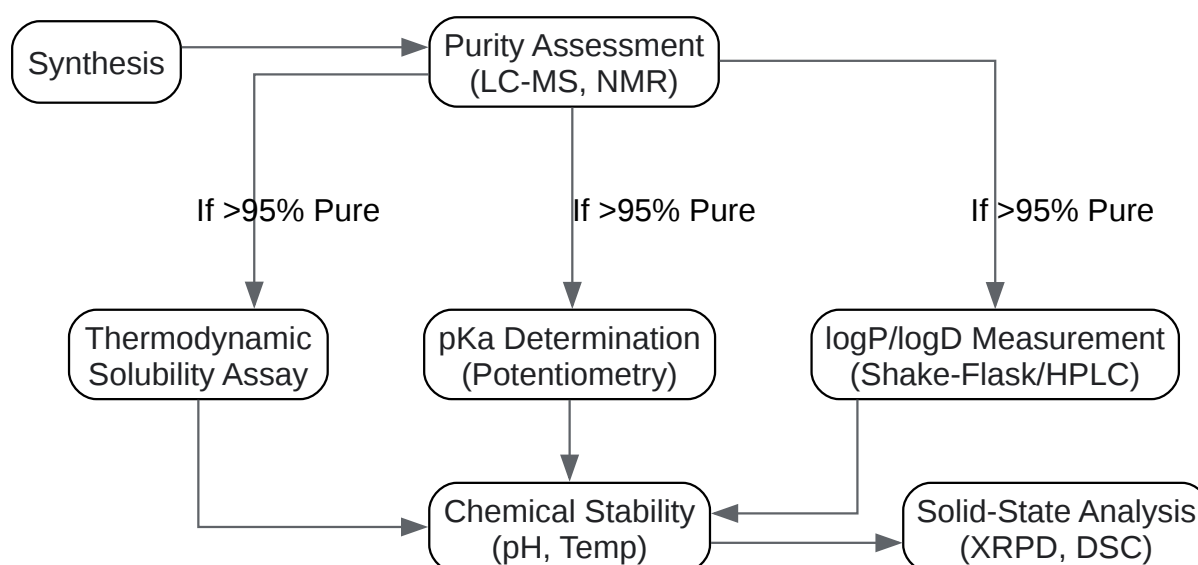 Synthesis
Purity Assessment
(LC-MS, NMR)
If >95% Pure
If >95% Pure
If >95% Pure
Thermodynamic
Solubility Assay
pKa Determination
(Potentiometry)
logP/logD Measurement
(Shake-Flask/HPLC)
Chemical Stability
(pH, Temp)
Solid-State Analysis
(XRPD, DSC)